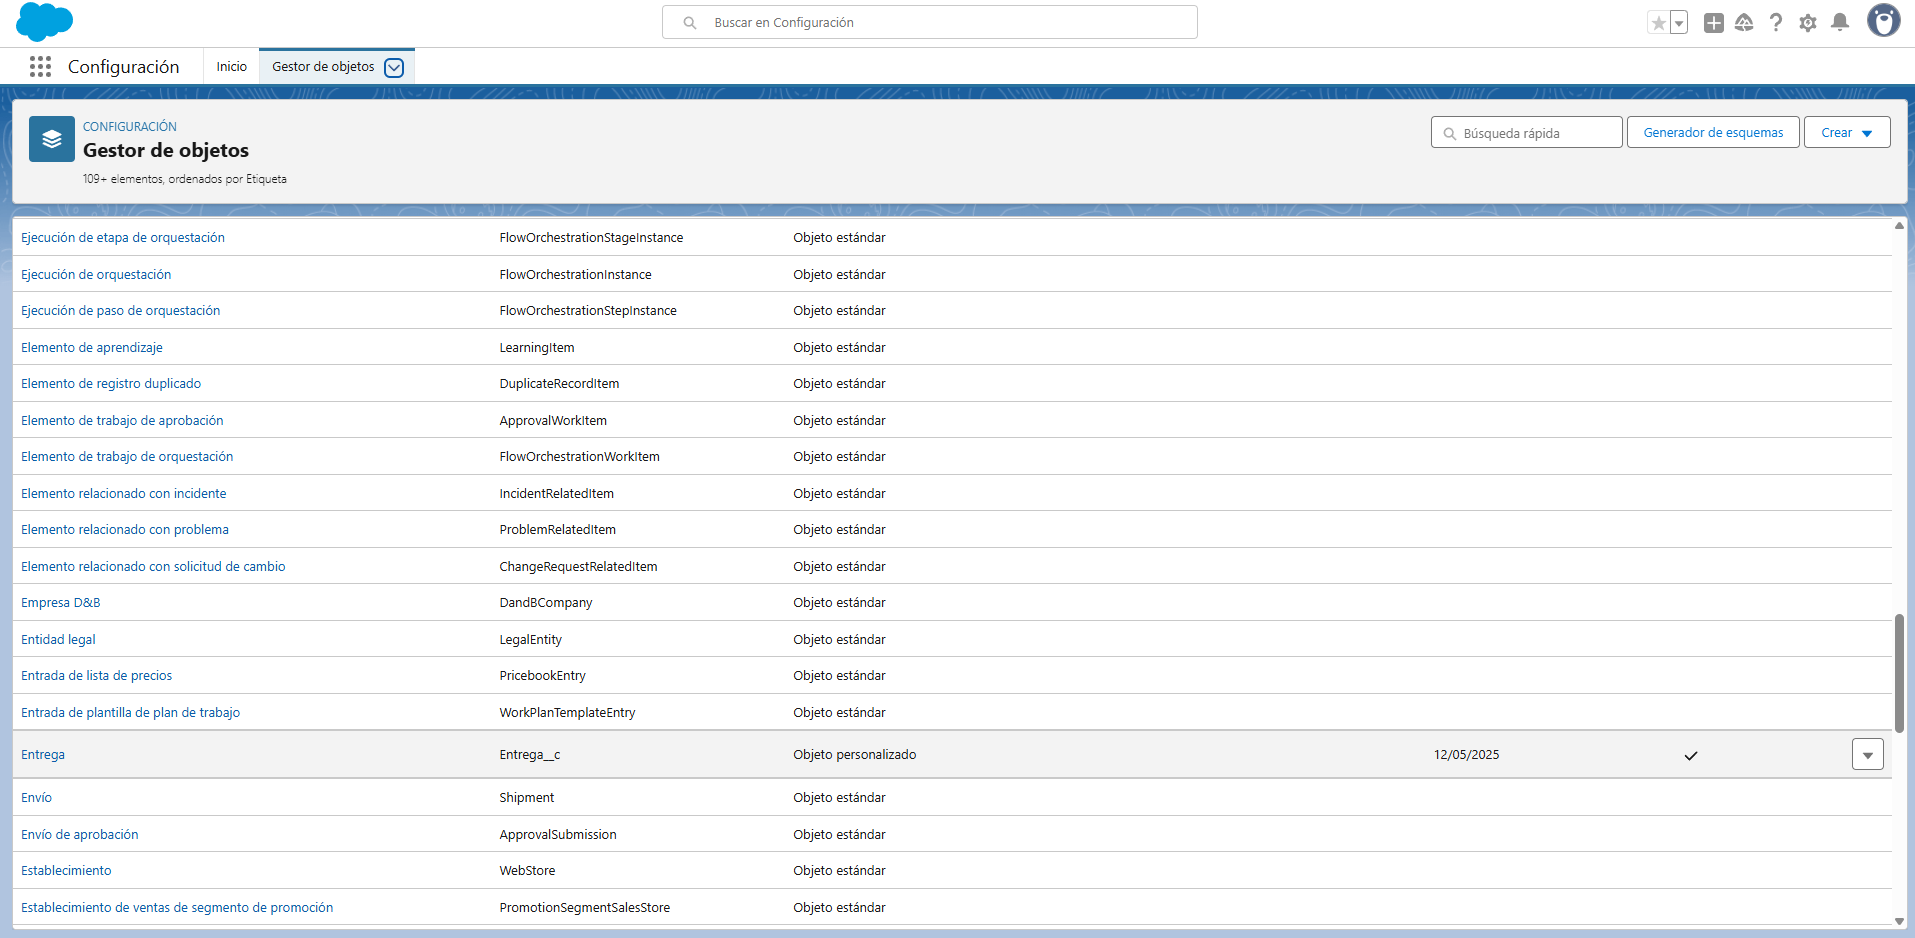 Buscar en Configuración
Configuración
Inicio
Gestor de objetos
CONFIGURACIÓN
Gestor de objetos
109+ elementos, ordenados por Etiqueta
Búsqueda rápida
Generador de esquemas
Crear
Ejecución de etapa de orquestación FlowOrchestrationStageInstance Objeto estándar
Ejecución de orquestación FlowOrchestrationInstance Objeto estándar
Ejecución de paso de orquestación FlowOrchestrationStepInstance Objeto estándar
Elemento de aprendizaje LearningItem Objeto estándar
Elemento de registro duplicado DuplicateRecordItem Objeto estándar
Elemento de trabajo de aprobación ApprovalWorkItem Objeto estándar
Elemento de trabajo de orquestación FlowOrchestrationWorkItem Objeto estándar
Elemento relacionado con incidente IncidentRelatedItem Objeto estándar
Elemento relacionado con problema ProblemRelatedItem Objeto estándar
Elemento relacionado con solicitud de cambio ChangeRequestRelatedItem Objeto estándar
Empresa D&B DandBCompany Objeto estándar
Entidad legal LegalEntity Objeto estándar
Entrada de lista de precios PricebookEntry Objeto estándar
Entrada de plantilla de plan de trabajo WorkPlanTemplateEntry Objeto estándar
Entrega Entrega__c Objeto personalizado 12/05/2025
Envío Shipment Objeto estándar
Envío de aprobación ApprovalSubmission Objeto estándar
Establecimiento WebStore Objeto estándar
Establecimiento de ventas de segmento de promoción PromotionSegmentSalesStore Objeto estándar